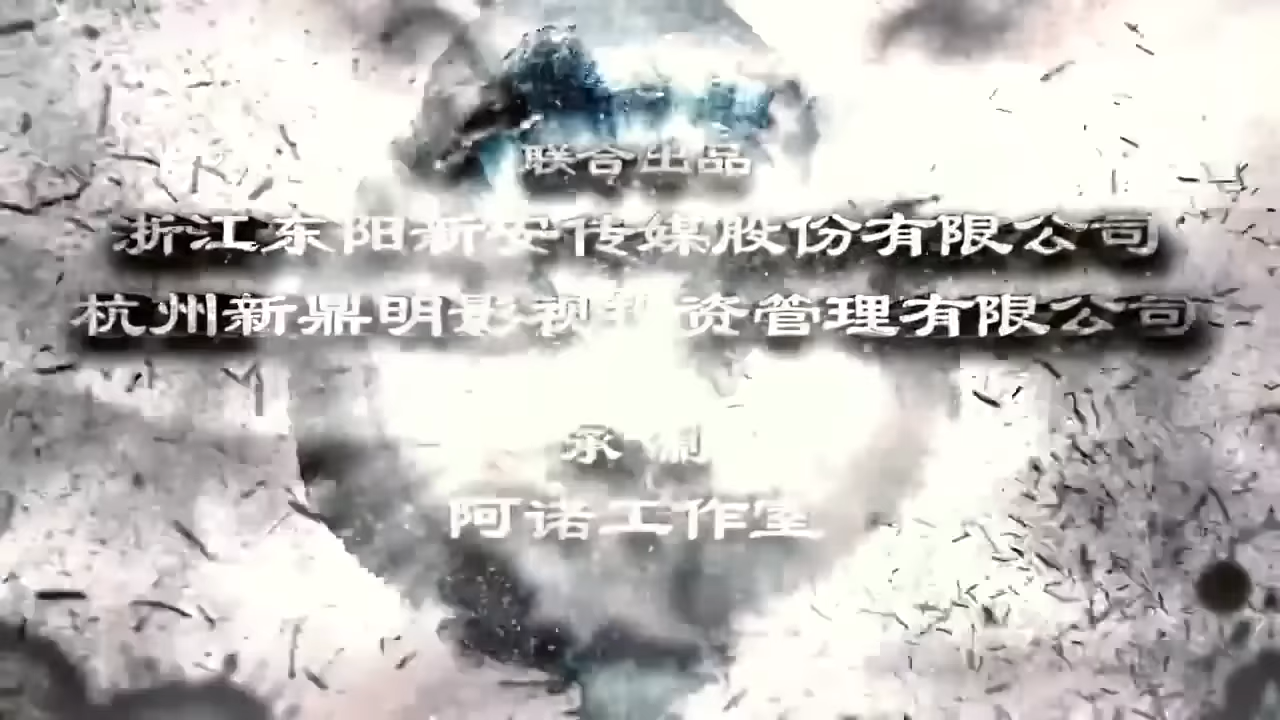 联合出品
浙江东阳新安传媒股份有限公司
杭州新鼎明影视投资管理有限公司
承制
阿诺工作室